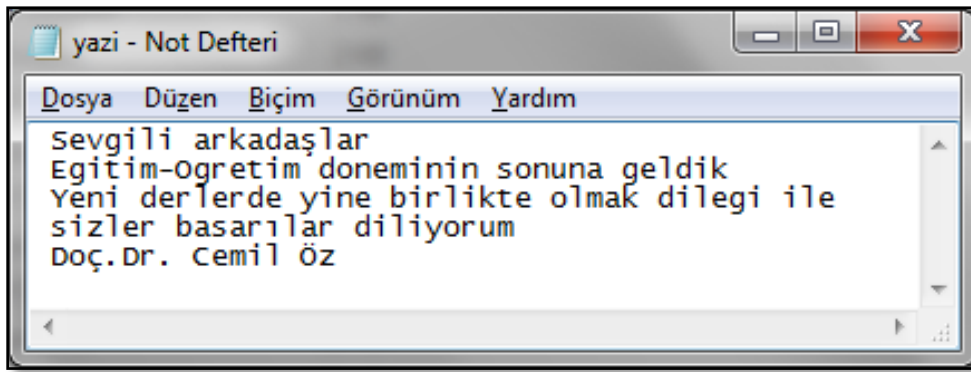 yazi - Not Defteri
Dosya Düzen Biçim Görünüm Yardım
Sevgili arkadaşlar
Egitim-Ogretim doneminin sonuna geldik
Yeni derlerde yine birlikte olmak dilegi ile
sizler basarılar diliyorum
Doç.Dr. Cemil Öz